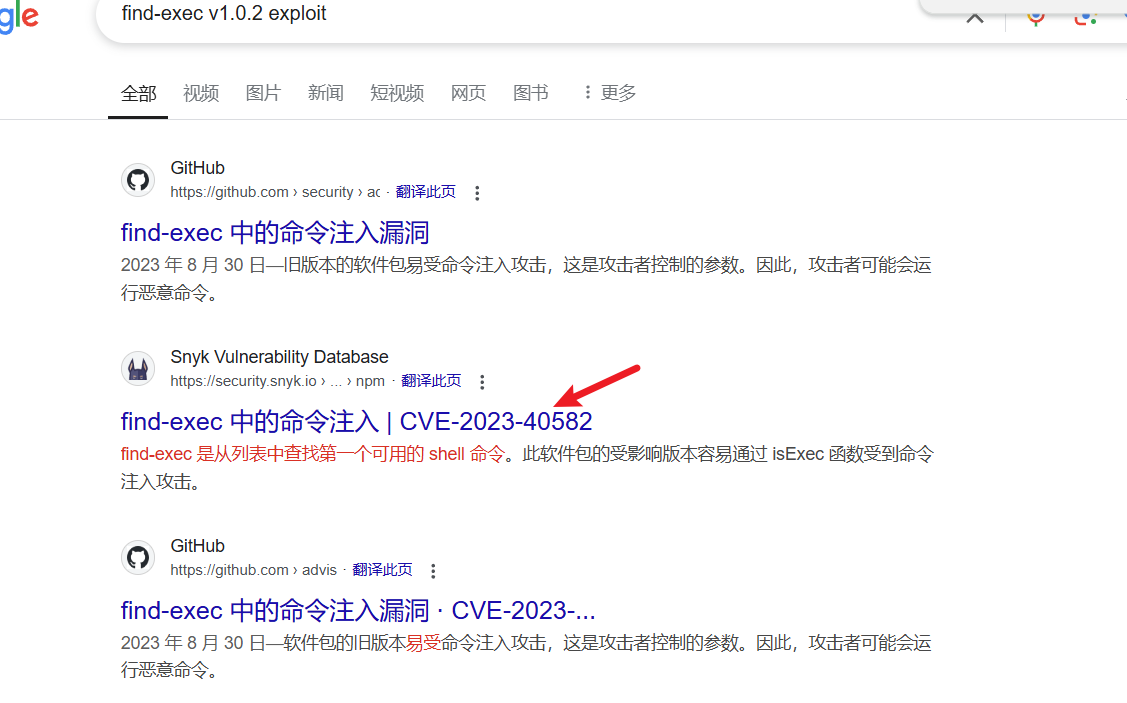 gle
find-exec v1.0.2 exploit
全部 视频 图片 新闻 短视频 网页 图书 更多
GitHub
https://github.com › security › ac · 翻译此页
find-exec 中的命令注入漏洞
2023 年 8 月 30 日—旧版本的软件包易受命令注入攻击，这是攻击者控制的参数。因此，攻击者可能会运
行恶意命令。
Snyk Vulnerability Database
https://security.snyk.io › ... › npm · 翻译此页
find-exec 中的命令注入 | CVE-2023-40582
find-exec 是从列表中查找第一个可用的 shell 命令。此软件包的受影响版本容易通过 isExec 函数受到命令
注入攻击。
GitHub
https://github.com › advis · 翻译此页
find-exec 中的命令注入漏洞 · CVE-2023-...
2023 年 8 月 30 日—软件包的旧版本易受命令注入攻击，这是攻击者控制的参数。因此，攻击者可能会运
行恶意命令。